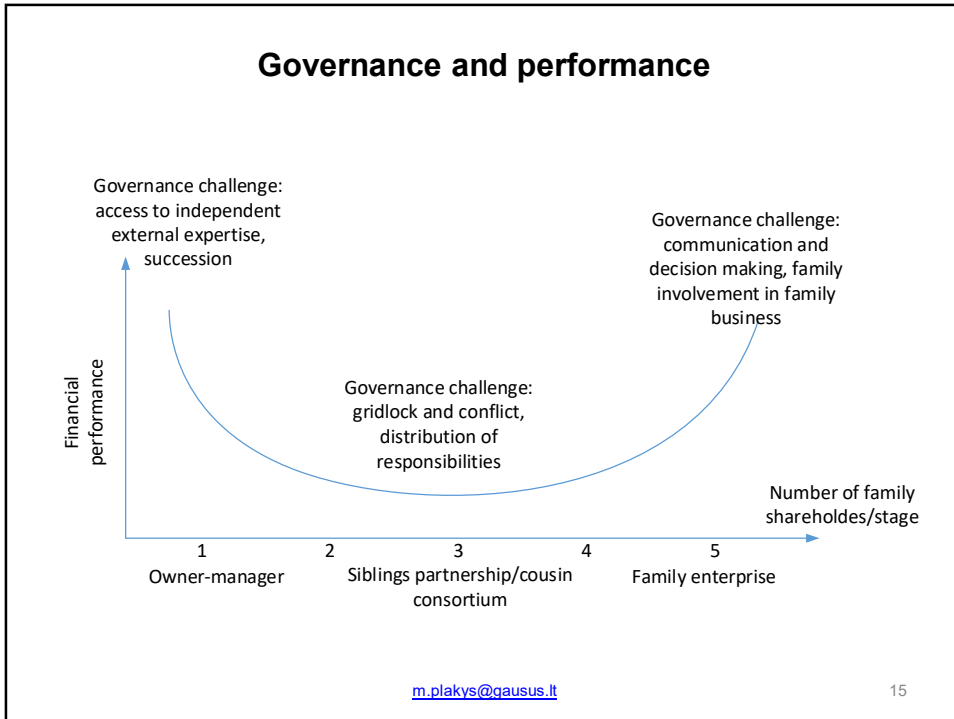 Governance and performance
Governance challenge:
access to independent
external expertise,
succession
Governance challenge:
communication and
decision making, family
involvement in family
business
Financial
performance
Governance challenge:
gridlock and conflict,
distribution of
responsibilities
Number of family
shareholdes/stage
1 2 3 4 5
Owner-manager Siblings partnership/cousin Family enterprise
consortium
m.plakys@gausus.lt 15